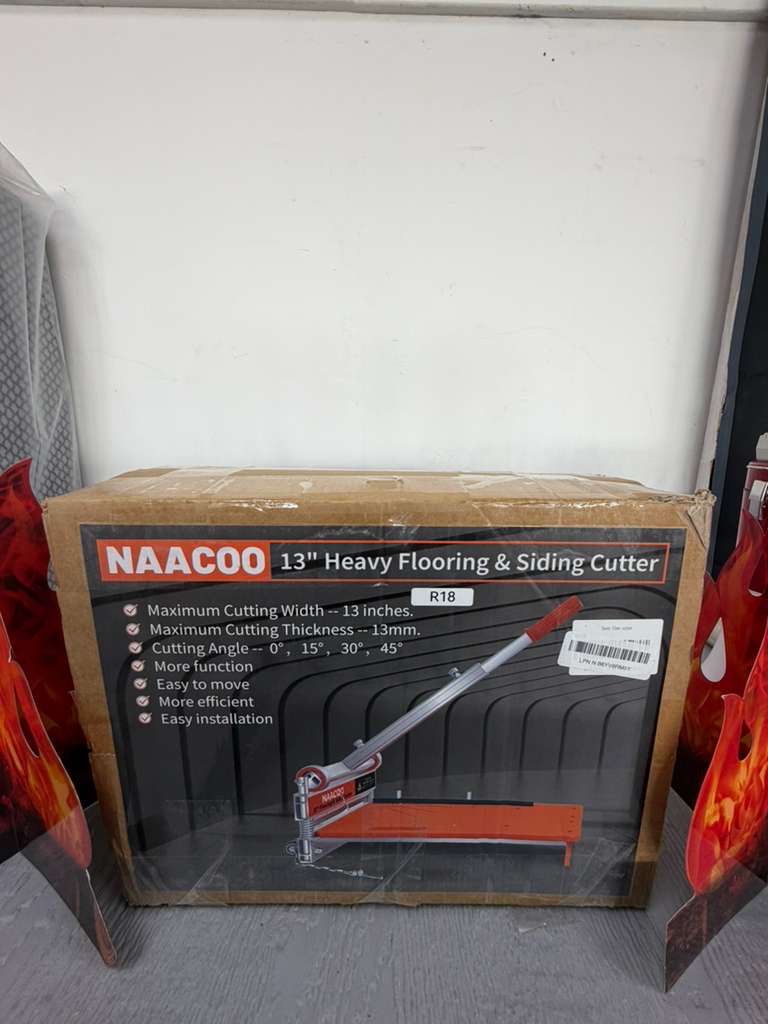 NAACOO 13" Heavy Flooring & Siding Cutter
R18
Maximum Cutting Width -- 13 inches.
Maximum Cutting Thickness -- 13mm.
Cutting Angle -- 0°, 15°, 30°, 45°
More function
Easy to move
More efficient
Easy installation
NAACOO